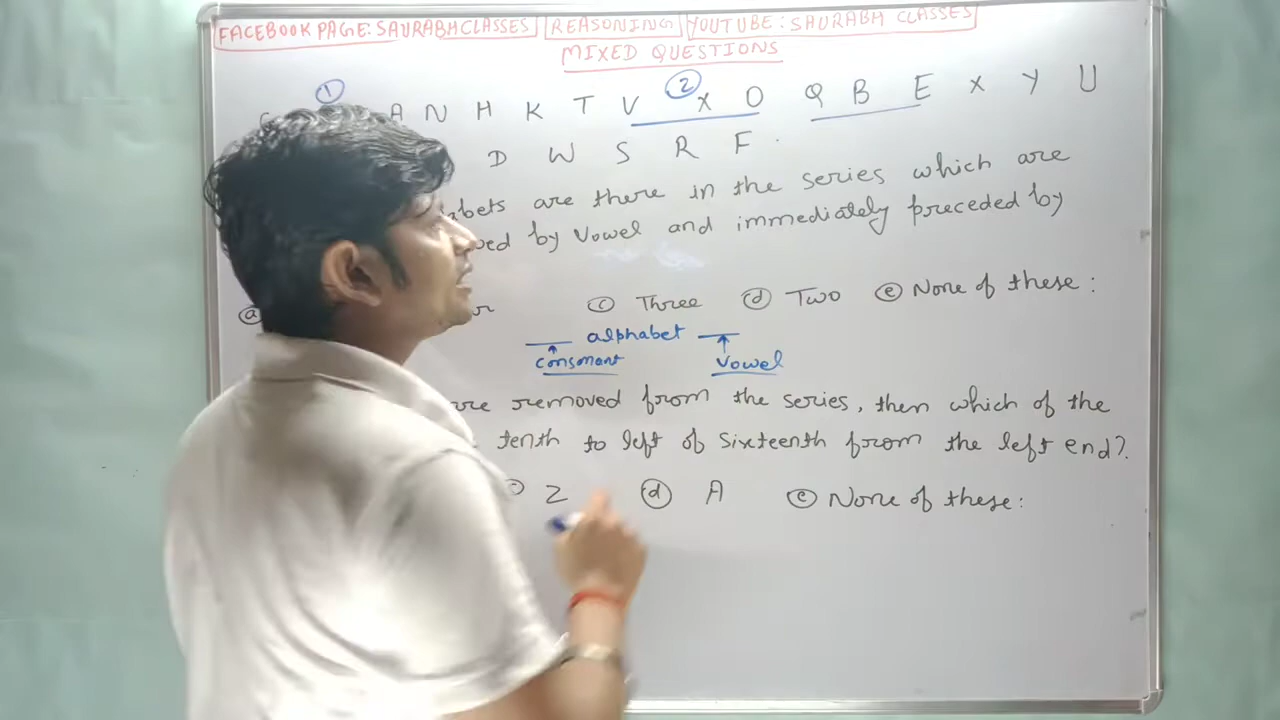 FACEBOOK PAGE: SAURABHCLASSES REASONING YOUTUBE: SAURABH CLASSES
MIXED QUESTIONS
1 2
A N H K T V X O Q B E X Y U
D W S R F
are there in the series which are
by Vowel and immediately preceded by
a c Three d Two e None of these:
alphabet
consonant vowel
removed from the series, then which of the
tenth to left of sixteenth from the left end?
Z d A e None of these: